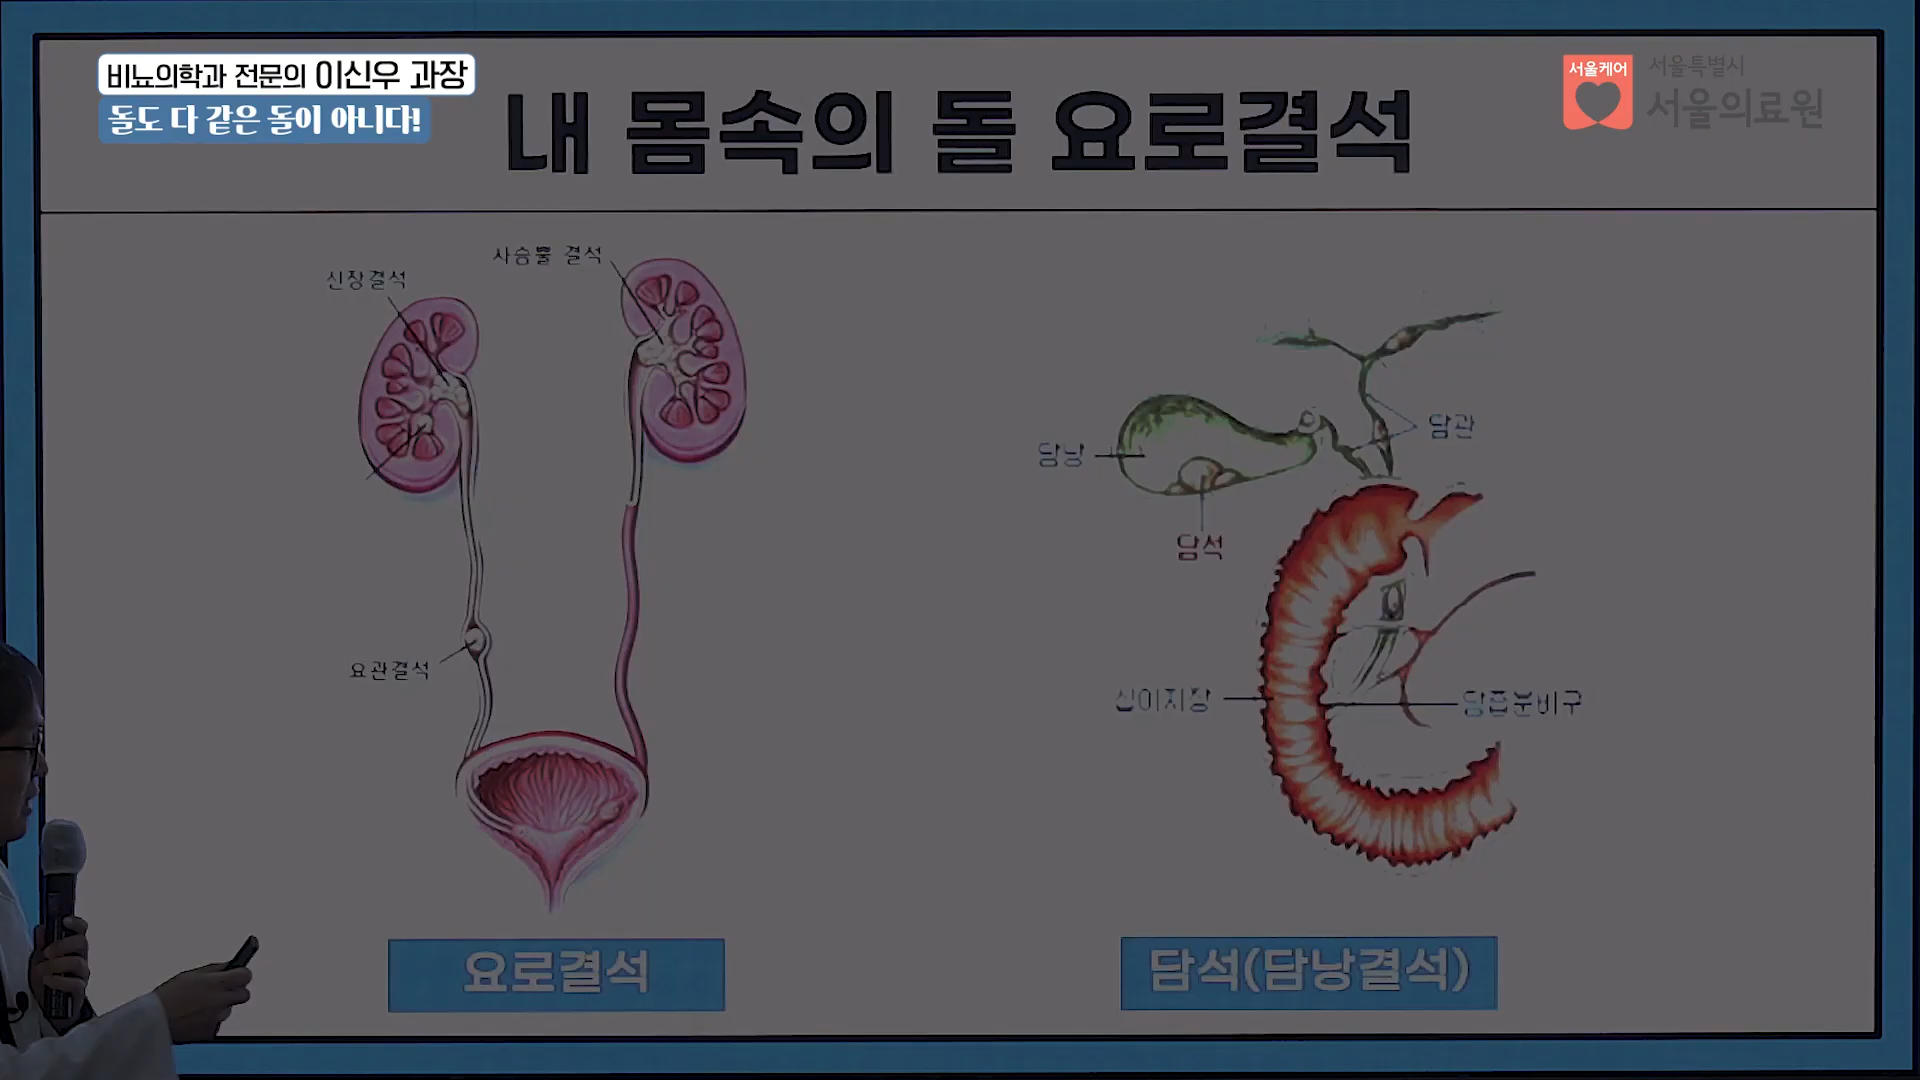 비뇨의학과 전문의 이신우 과장
돌도 다 같은 돌이 아니다!
서울케어
서울특별시
서울의료원
내 몸속의 돌 요로결석
사슴뿔 결석
신장결석
요관결석
담관
담낭
담석
십이지장
담즙분비구
요로결석
담석(담낭결석)